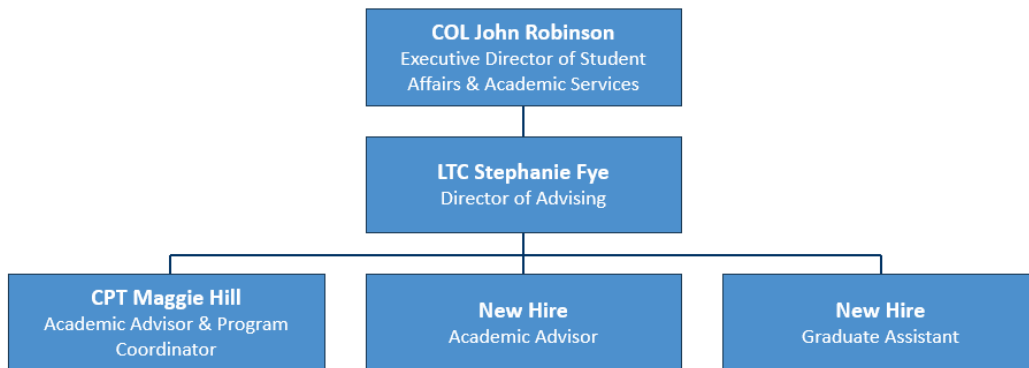 COL John Robinson
Executive Director of Student
Affairs & Academic Services
LTC Stephanie Fye
Director of Advising
CPT Maggie Hill
Academic Advisor & Program
Coordinator
New Hire
Academic Advisor
New Hire
Graduate Assistant